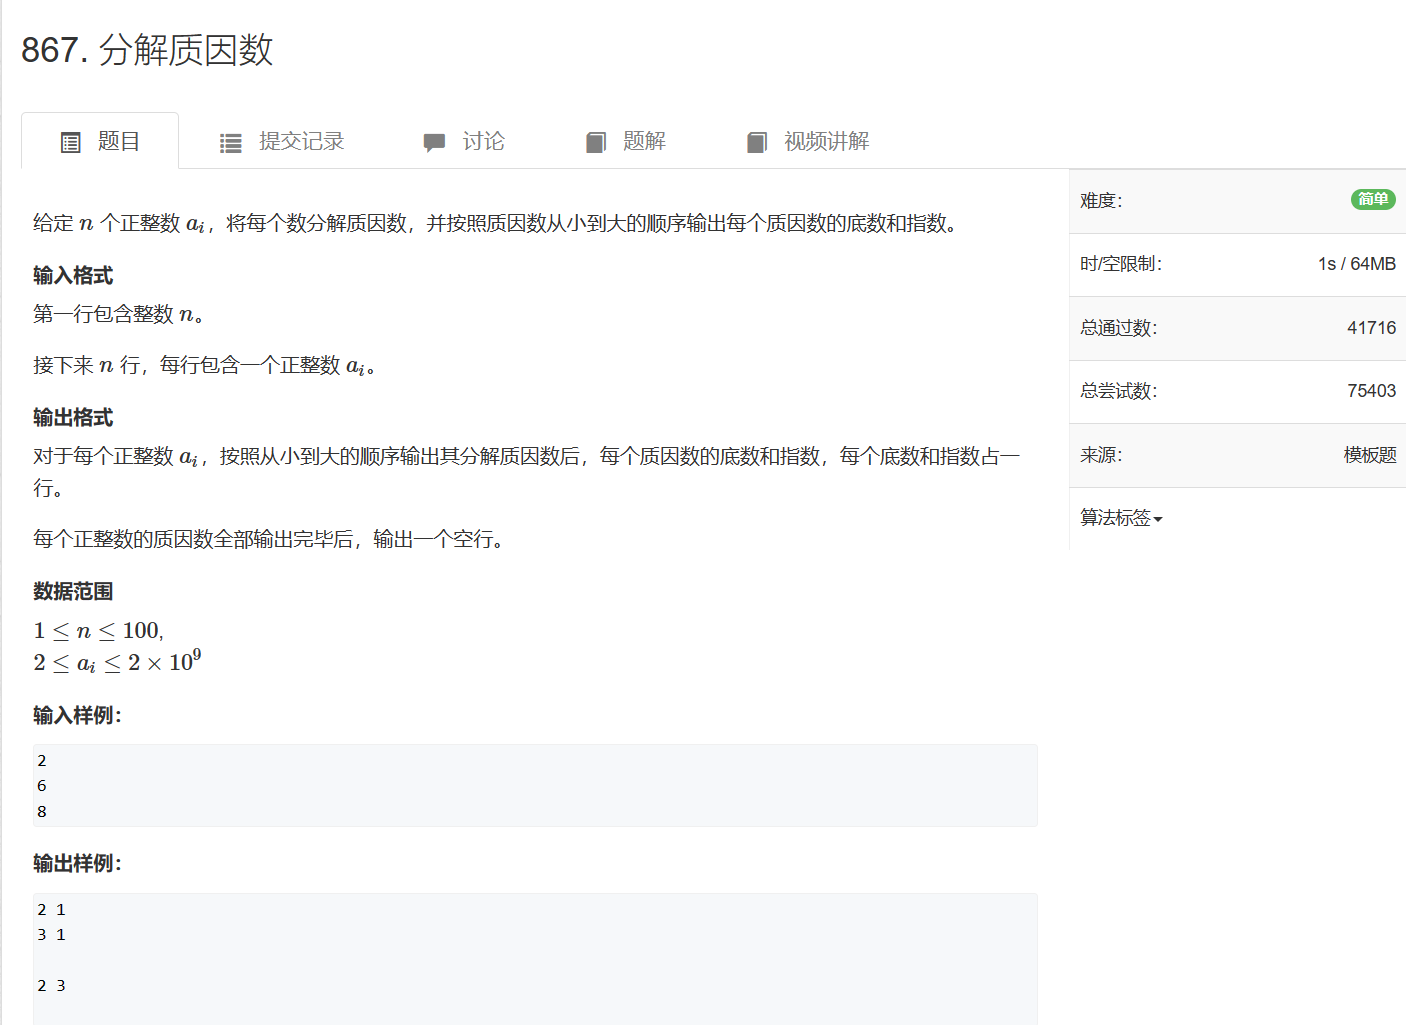 867. 分解质因数
题目
提交记录
讨论
题解
视频讲解
给定 n 个正整数 aᵢ，将每个数分解质因数，并按照质因数从小到大的顺序输出每个质因数的底数和指数。
输入格式
第一行包含整数 n。
接下来 n 行，每行包含一个正整数 aᵢ。
输出格式
对于每个正整数 aᵢ，按照从小到大的顺序输出其分解质因数后，每个质因数的底数和指数，每个底数和指数占一
行。
每个正整数的质因数全部输出完毕后，输出一个空行。
数据范围
1 ≤ n ≤ 100,
2 ≤ aᵢ ≤ 2 × 10⁹
输入样例：
2
6
8
输出样例：
2 1
3 1
2 3
难度： 简单
时/空限制： 1s / 64MB
总通过数： 41716
总尝试数： 75403
来源： 模板题
算法标签